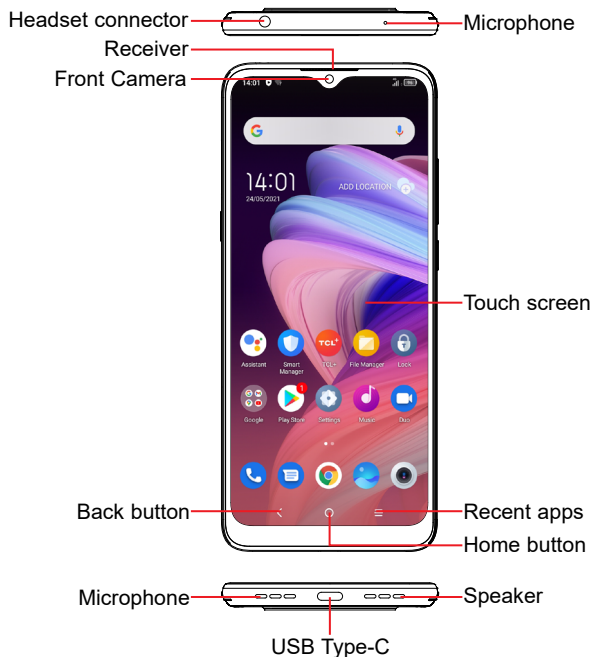 Headset connector
Microphone
Receiver
Front Camera
14:01
14:01
ADD LOCATION
24/05/2021
Touch screen
TCL+
Assistant
Smart
Manager
TCL+
File Manager
Lock
1
Google
Play Store
Settings
Music
Duo
Back button
Recent apps
Home button
Microphone
Speaker
USB Type-C